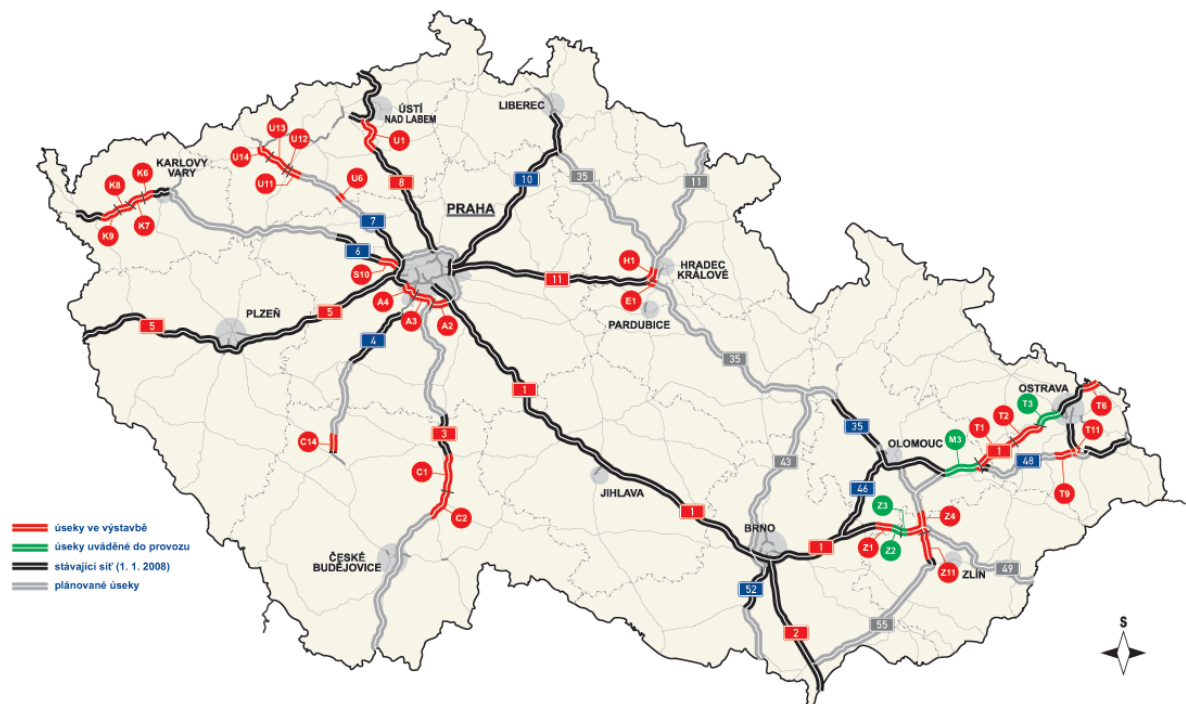 LIBEREC
ÚSTÍ
NAD LABEM
U13
U12
U14
U1
U11
U6
KARLOVY
VARY
K8
K6
K9
K7
8
10
35
11
PRAHA
7
6
S10
HRADEC
KRÁLOVÉ
H1
11
E1
PARDUBICE
A4
A3
A2
PLZEŇ
5
5
4
35
1
OSTRAVA
T3
T6
T2
T1
T11
1
35
OLOMOUC
M3
48
T9
3
C14
C1
C2
43
46
JIHLAVA
Z3
Z4
1
BRNO
1
Z1
Z2
Z11
ZLÍN
49
ČESKÉ
BUDĚJOVICE
52
55
2
úseky ve výstavbě
úseky uváděné do provozu
stávající síť (1. 1. 2008)
plánované úseky
S